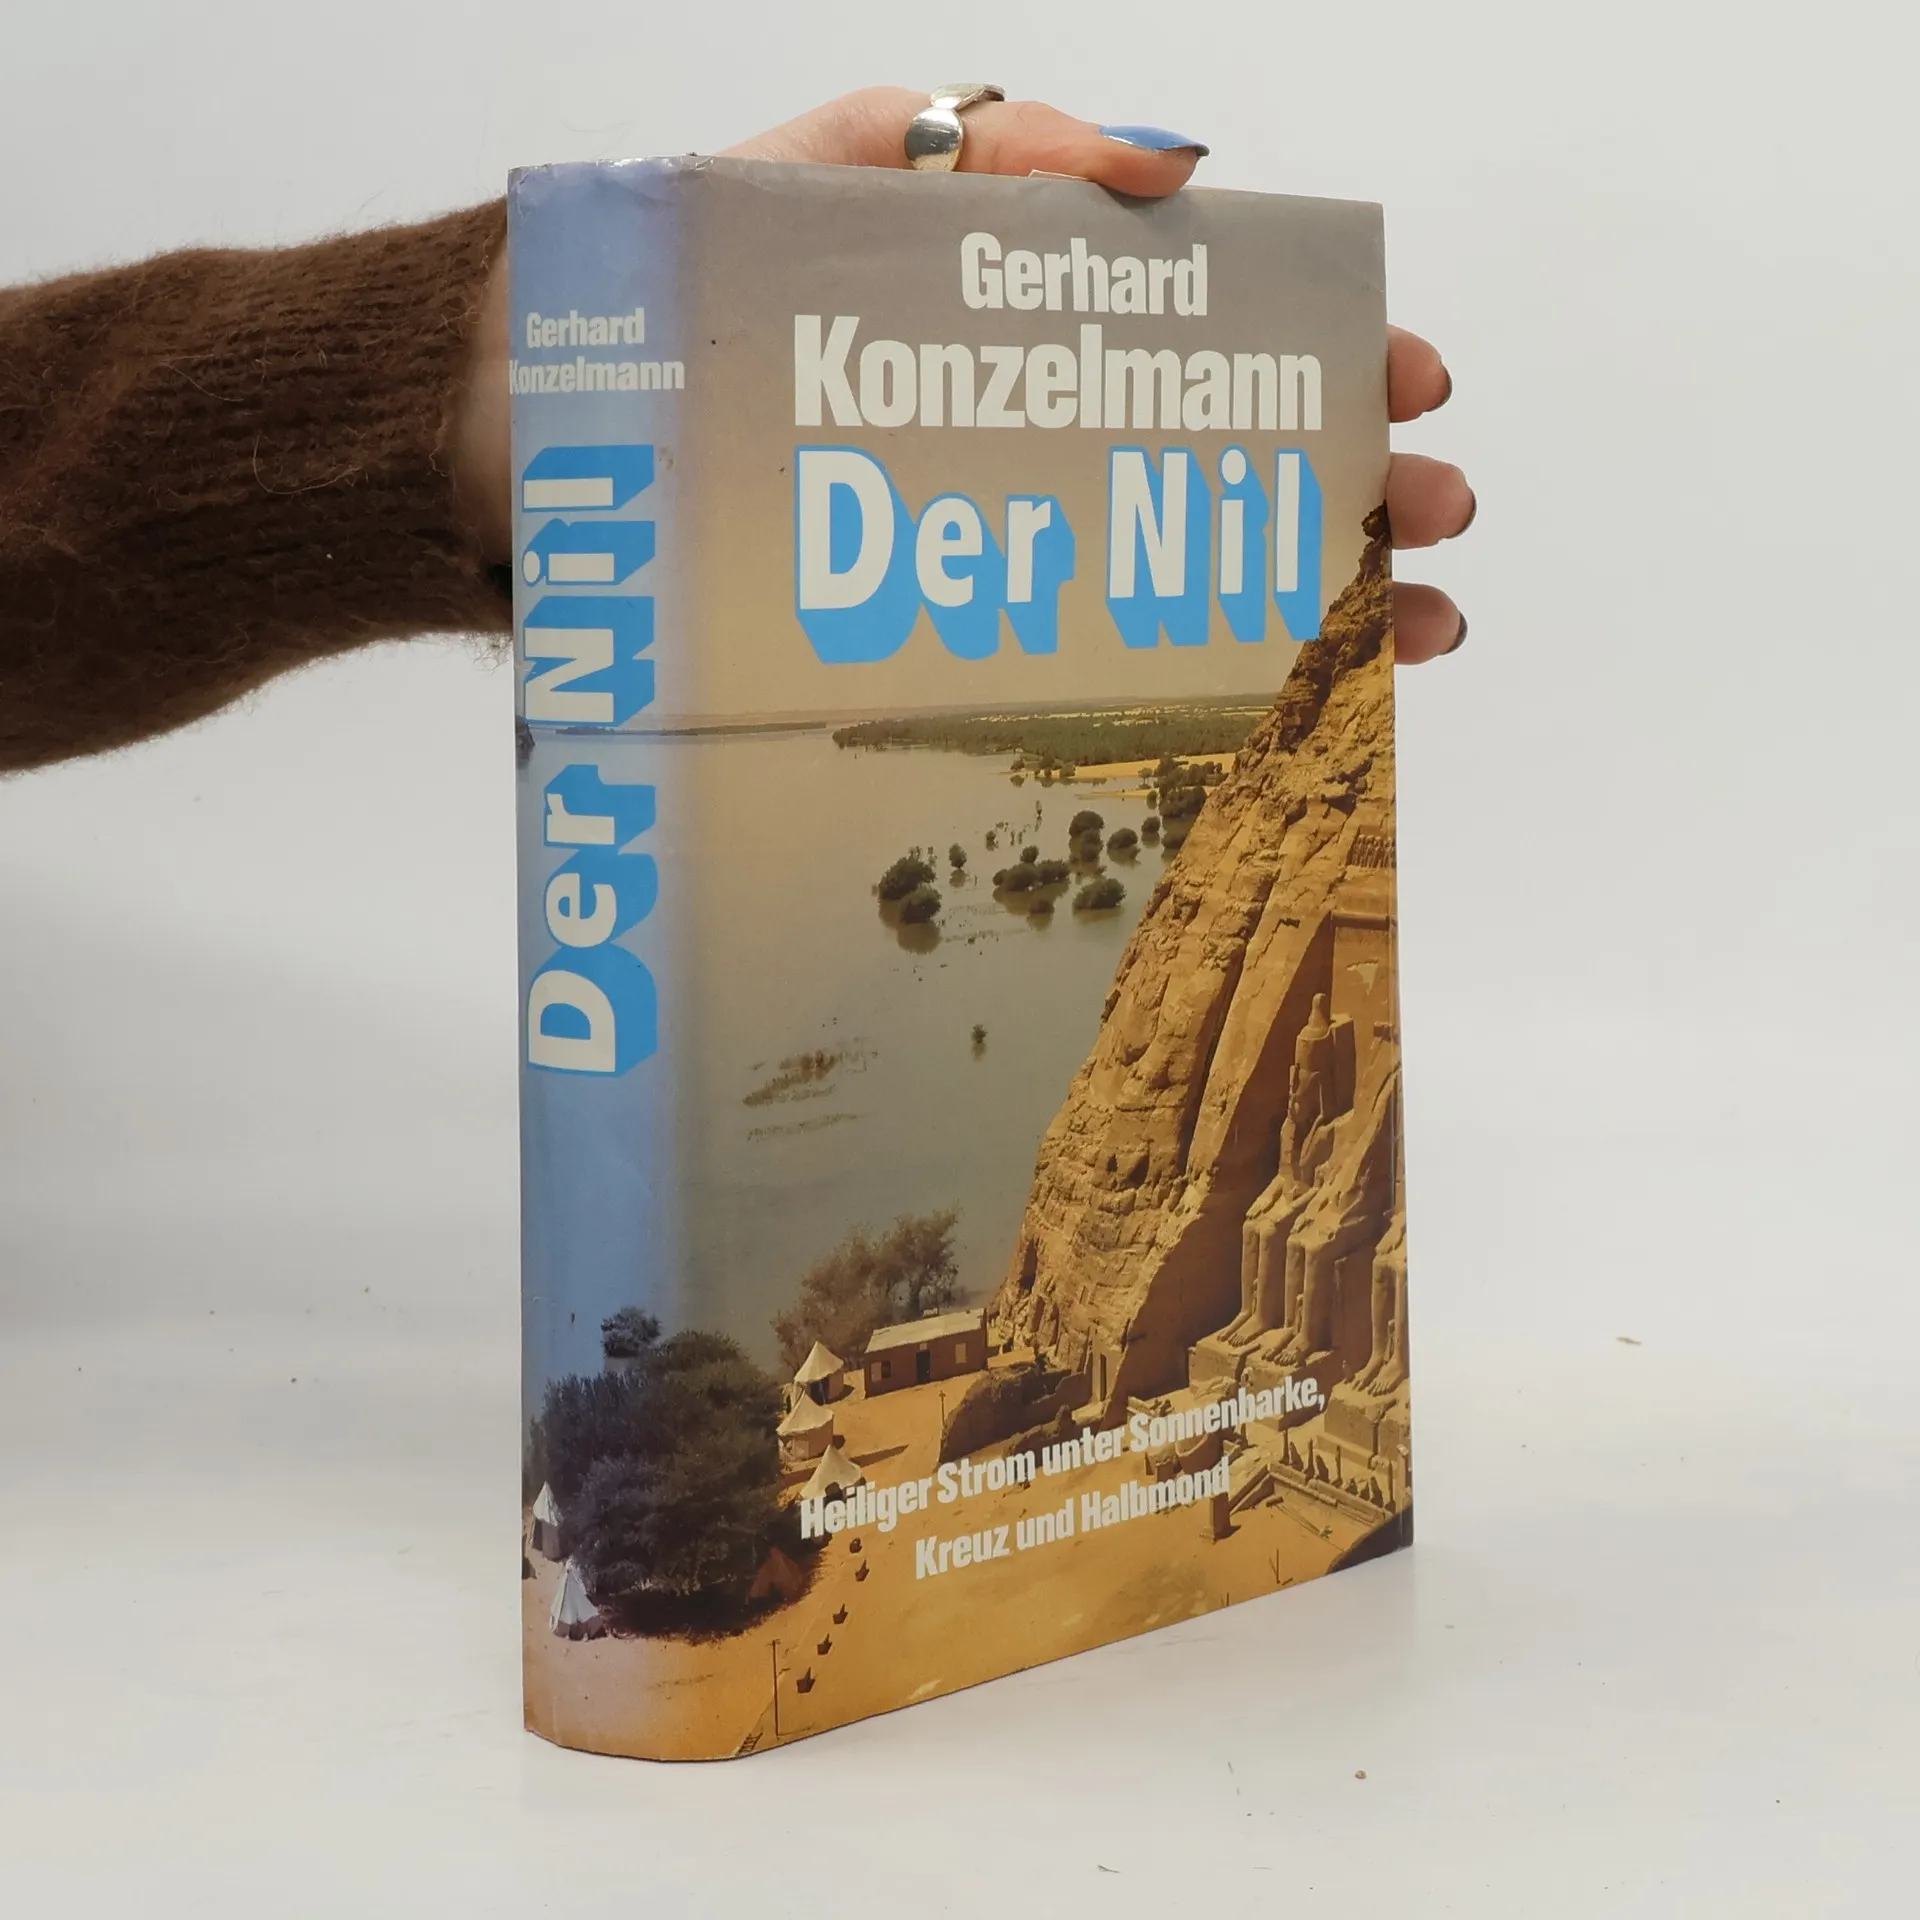 Gerhard
Konzelmann
Der Nil
Gerhard
Konzelmann
Der Nil
Heiliger Strom unter Sonnenbarke,
Kreuz und Halbmond